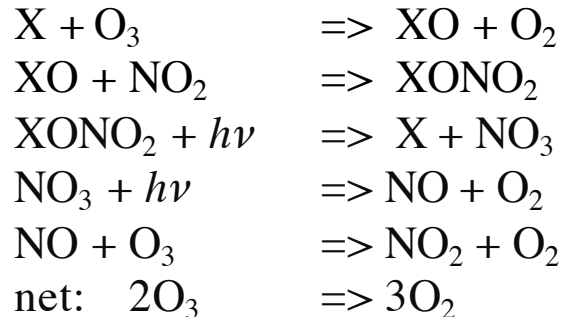 X + O₃ => XO + O₂
XO + NO₂ => XONO₂
XONO₂ + hν => X + NO₃
NO₃ + hν => NO + O₂
NO + O₃ => NO₂ + O₂
net: 2O₃ => 3O₂